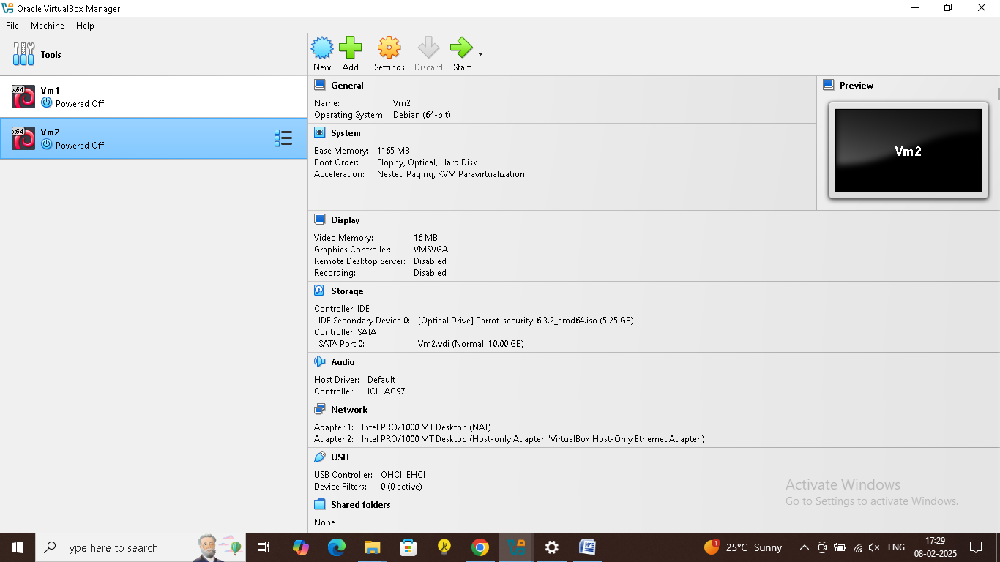 Oracle VirtualBox Manager
File Machine Help
Tools
New Add Settings Discard Start
x64 Vm1
Powered Off
x64 Vm2
Powered Off
General
Name: Vm2
Operating System: Debian (64-bit)
Preview
Vm2
System
Base Memory: 1165 MB
Boot Order: Floppy, Optical, Hard Disk
Acceleration: Nested Paging, KVM Paravirtualization
Display
Video Memory: 16 MB
Graphics Controller: VMSVGA
Remote Desktop Server: Disabled
Recording: Disabled
Storage
Controller: IDE
IDE Secondary Device 0: [Optical Drive] Parrot-security-6.3.2_amd64.iso (5.25 GB)
Controller: SATA
SATA Port 0: Vm2.vdi (Normal, 10.00 GB)
Audio
Host Driver: Default
Controller: ICH AC97
Network
Adapter 1: Intel PRO/1000 MT Desktop (NAT)
Adapter 2: Intel PRO/1000 MT Desktop (Host-only Adapter, 'VirtualBox Host-Only Ethernet Adapter')
USB
USB Controller: OHCI, EHCI
Device Filters: 0 (0 active)
Shared folders
None
Activate Windows
Go to Settings to activate Windows.
Type here to search
1
25°C Sunny
ENG
17:29
08-02-2025